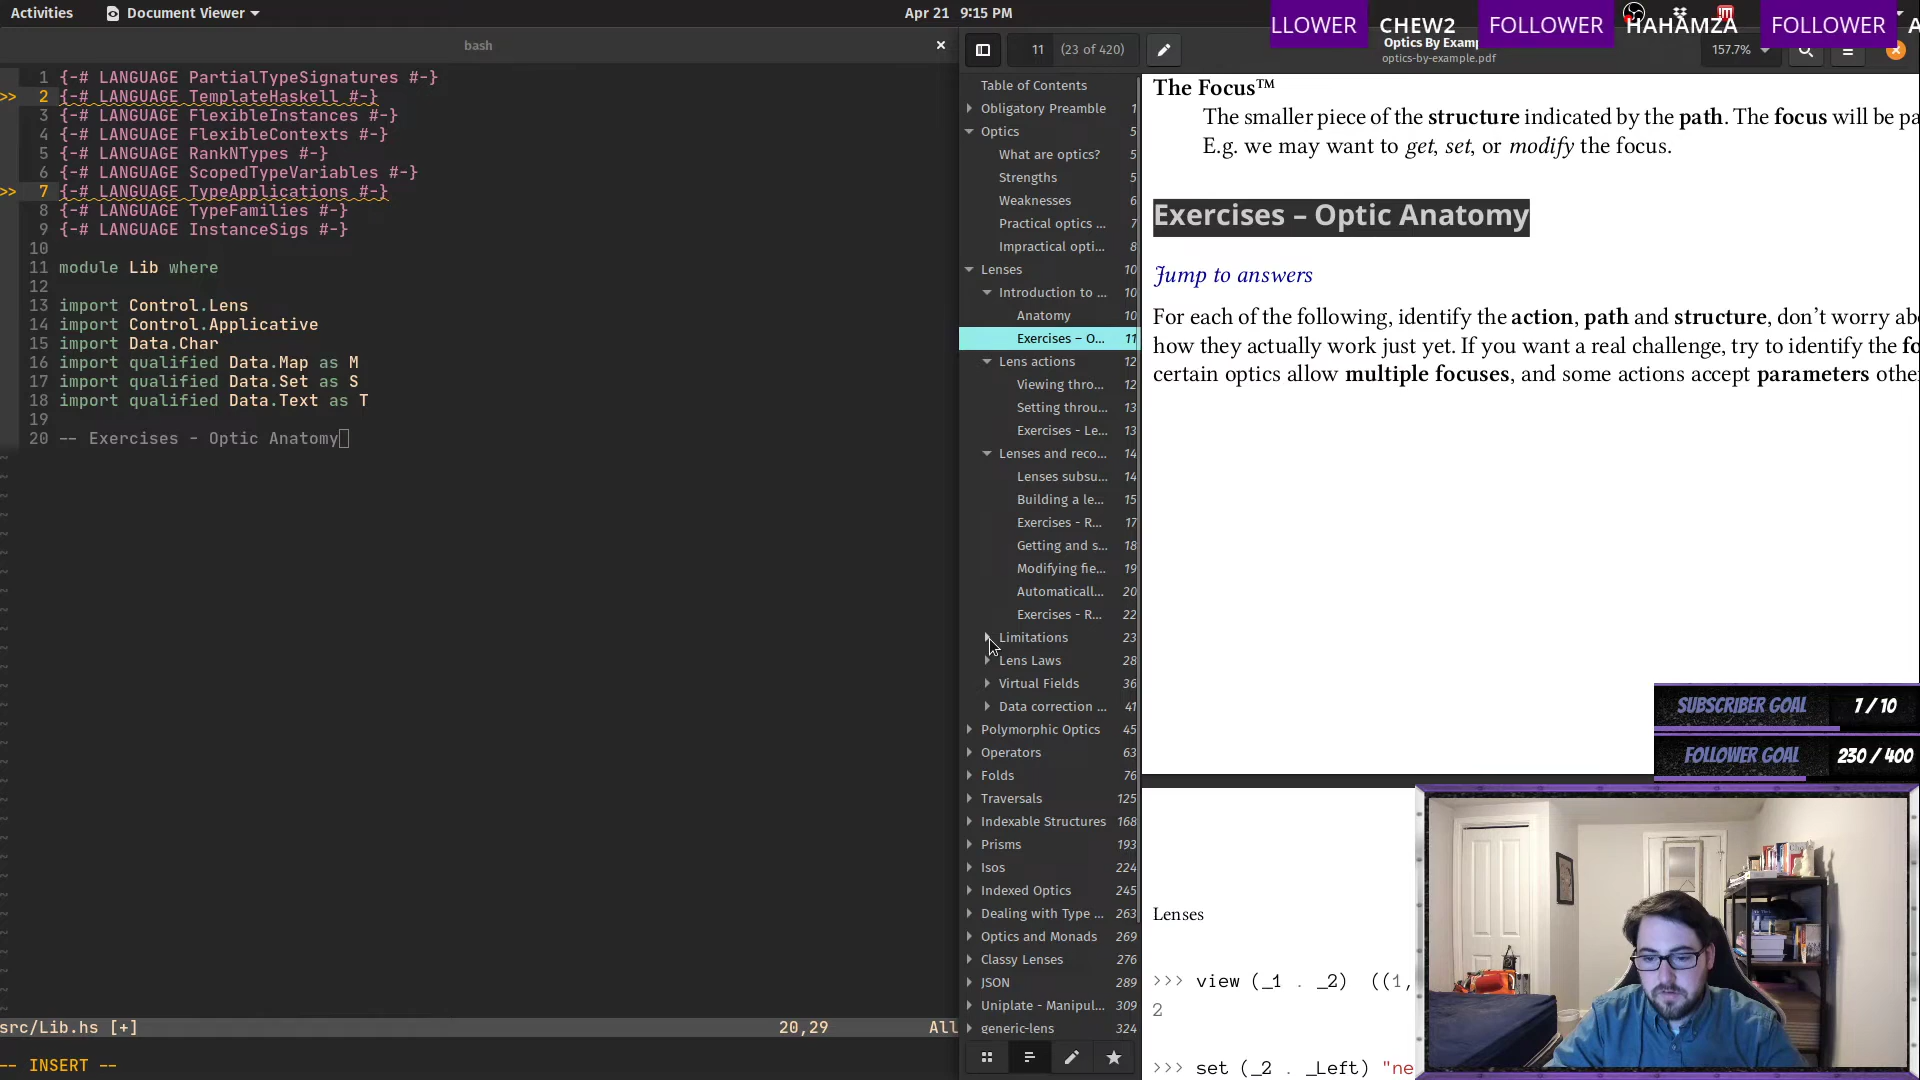 Activities
Document Viewer
Apr 21 9:15 PM
LLOWER CHEW2 FOLLOWER HAHAMZA FOLLOWER A
bash
11 (23 of 420)
Optics By Examp
optics-by-example.pdf
157.7%
>> 
1 {-# LANGUAGE PartialTypeSignatures #-}
2 {-# LANGUAGE TemplateHaskell #-}
3 {-# LANGUAGE FlexibleInstances #-}
4 {-# LANGUAGE FlexibleContexts #-}
5 {-# LANGUAGE RankNTypes #-}
6 {-# LANGUAGE ScopedTypeVariables #-}
>> 7 {-# LANGUAGE TypeApplications #-}
8 {-# LANGUAGE TypeFamilies #-}
9 {-# LANGUAGE InstanceSigs #-}
10
11 module Lib where
12
13 import Control.Lens
14 import Control.Applicative
15 import Data.Char
16 import qualified Data.Map as M
17 import qualified Data.Set as S
18 import qualified Data.Text as T
19
20 -- Exercises - Optic Anatomy
src/Lib.hs [+] 20,29 All
-- INSERT --
Table of Contents
Obligatory Preamble 1
Optics 5
What are optics? 5
Strengths 5
Weaknesses 6
Practical optics ... 7
Impractical opti... 8
Lenses 10
Introduction to ... 10
Anatomy 10
Exercises – O... 11
Lens actions 12
Viewing thro... 12
Setting throu... 13
Exercises - Le... 13
Lenses and reco... 14
Lenses subsu... 14
Building a le... 15
Exercises - R... 17
Getting and s... 18
Modifying fie... 19
Automaticall... 20
Exercises - R... 22
Limitations 23
Lens Laws 28
Virtual Fields 36
Data correction ... 41
Polymorphic Optics 45
Operators 63
Folds 76
Traversals 125
Indexable Structures 168
Prisms 193
Isos 224
Indexed Optics 245
Dealing with Type ... 263
Optics and Monads 269
Classy Lenses 276
JSON 289
Uniplate - Manipul... 309
generic-lens 324
The Focus™
The smaller piece of the structure indicated by the path. The focus will be pa
E.g. we may want to get, set, or modify the focus.
Exercises – Optic Anatomy
Jump to answers
For each of the following, identify the action, path and structure, don’t worry ab
how they actually work just yet. If you want a real challenge, try to identify the fo
certain optics allow multiple focuses, and some actions accept parameters othe
SUBSCRIBER GOAL 7 / 10
FOLLOWER GOAL 230 / 400
Lenses
>>> view (_1 . _2) ((1,
2
>>> set (_2 . _Left) "ne